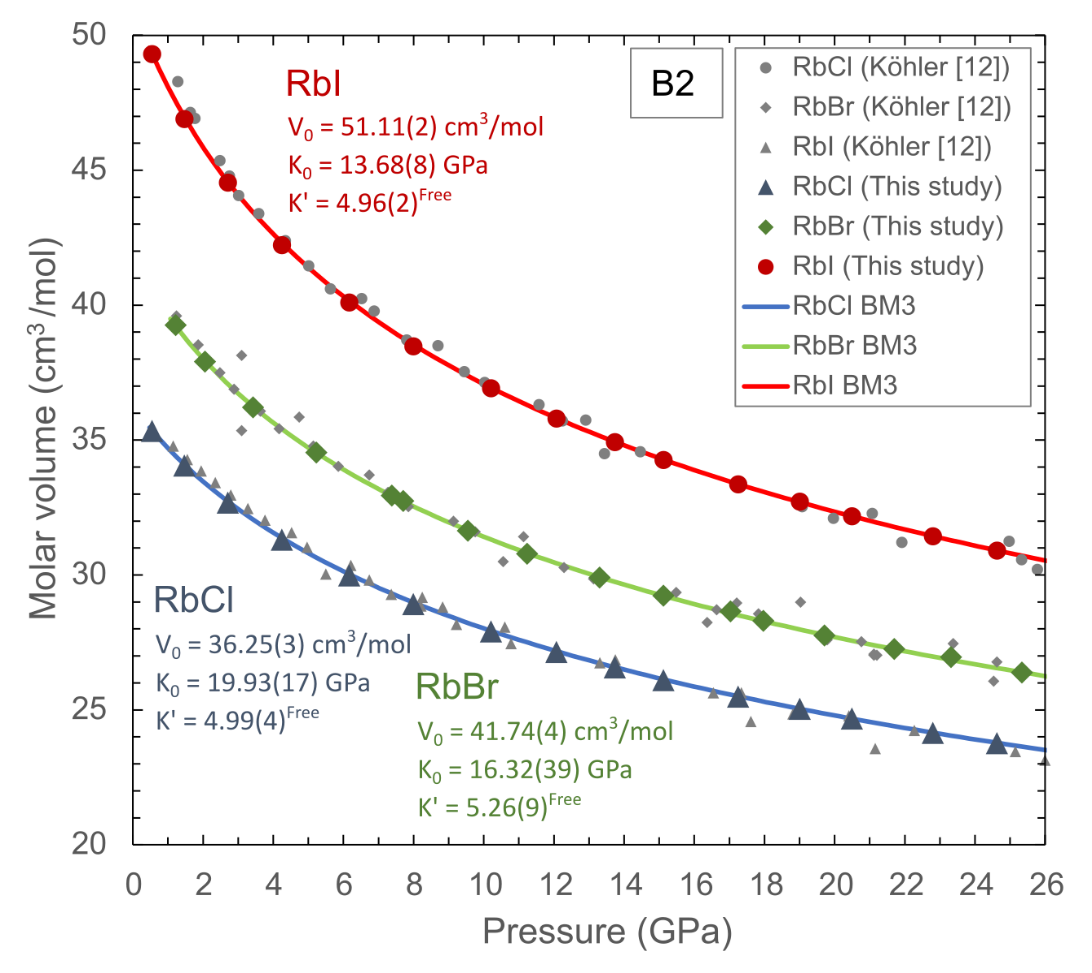 50
45
40
35
30
25
20
Molar volume (cm³ /mol)
RbI
V₀ = 51.11(2) cm³/mol
K₀ = 13.68(8) GPa
K' = 4.96(2)ᶠʳᵉᵉ
B2
RbCl (Köhler [12])
RbBr (Köhler [12])
RbI (Köhler [12])
RbCl (This study)
RbBr (This study)
RbI (This study)
RbCl BM3
RbBr BM3
RbI BM3
RbCl
V₀ = 36.25(3) cm³/mol
K₀ = 19.93(17) GPa
K' = 4.99(4)ᶠʳᵉᵉ
RbBr
V₀ = 41.74(4) cm³/mol
K₀ = 16.32(39) GPa
K' = 5.26(9)ᶠʳᵉᵉ
0 2 4 6 8 10 12 14 16 18 20 22 24 26
Pressure (GPa)